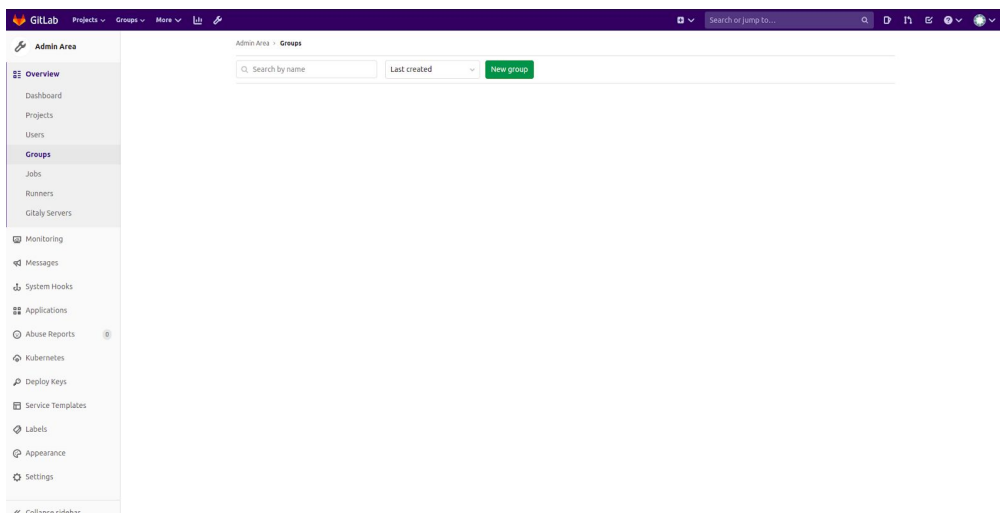 GitLab Projects Groups More Search or jump to...
Admin Area
Admin Area > Groups
Search by name Last created New group
Overview
Dashboard
Projects
Users
Groups
Jobs
Runners
Gitaly Servers
Monitoring
Messages
System Hooks
Applications
Abuse Reports 0
Kubernetes
Deploy Keys
Service Templates
Labels
Appearance
Settings
Collapse sidebar